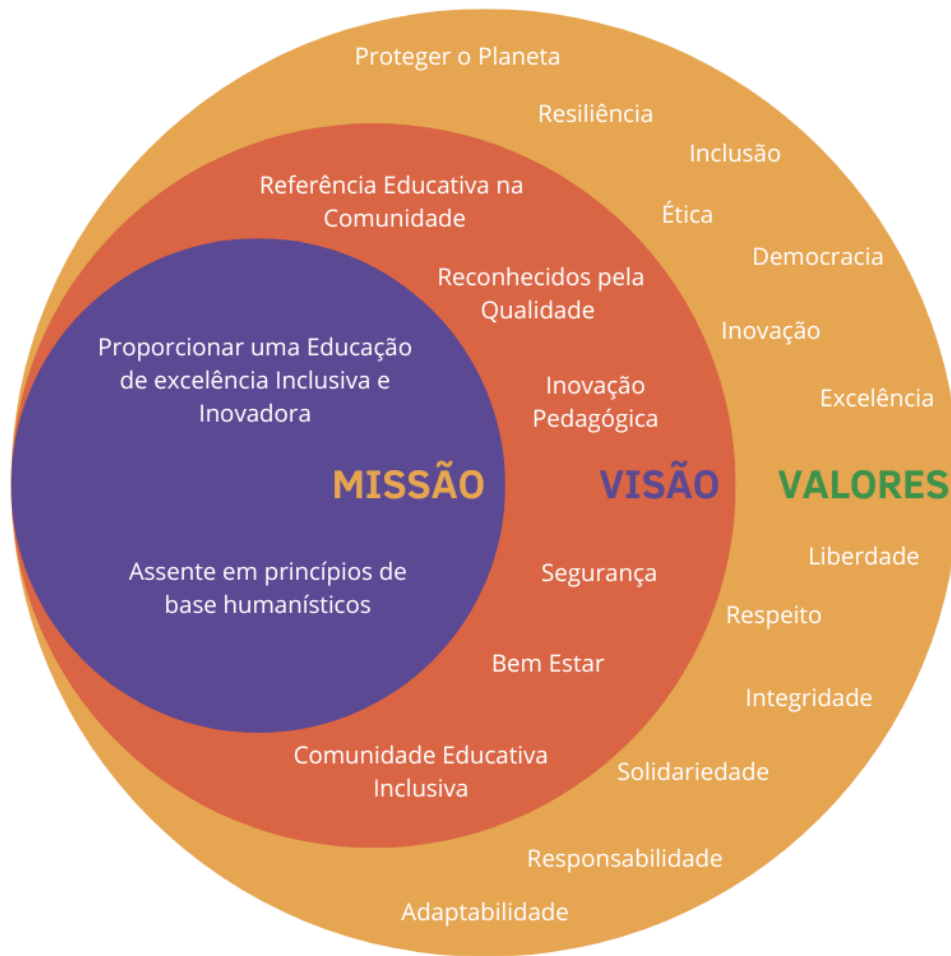 Proteger o Planeta
Resiliência
Inclusão
Ética
Democracia
Inovação
Excelência
VALORES
Liberdade
Respeito
Integridade
Solidariedade
Responsabilidade
Adaptabilidade
Referência Educativa na
Comunidade
Reconhecidos pela
Qualidade
Inovação
Pedagógica
VISÃO
Segurança
Bem Estar
Comunidade Educativa
Inclusiva
Proporcionar uma Educação
de excelência Inclusiva e
Inovadora
MISSÃO
Assente em princípios de
base humanísticos